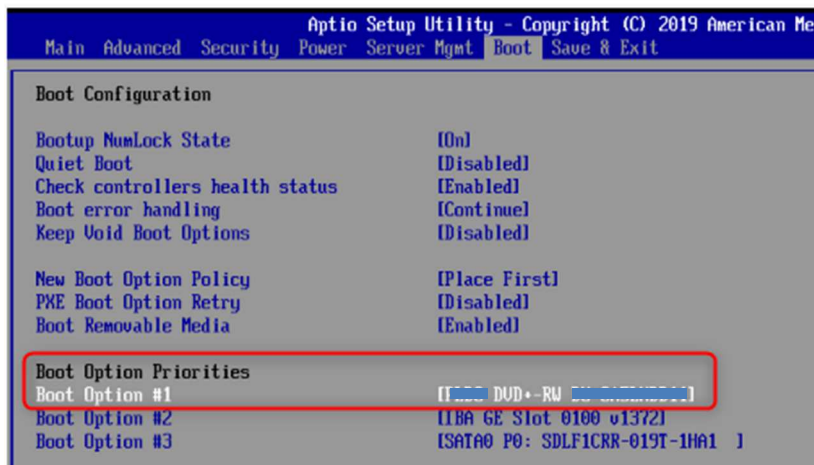 Aptio Setup Utility - Copyright (C) 2019 American Me
Main Advanced Security Power Server Mgmt Boot Save & Exit
Boot Configuration
Bootup NumLock State [On]
Quiet Boot [Disabled]
Check controllers health status [Enabled]
Boot error handling [Continue]
Keep Void Boot Options [Disabled]
New Boot Option Policy [Place First]
PXE Boot Option Retry [Disabled]
Boot Removable Media [Enabled]
Boot Option Priorities
Boot Option #1 DVD+-RW
Boot Option #2 [IBA GE Slot 0100 v1372]
Boot Option #3 [SATA0 P0: SDLF1CRR-019T-1HA1 ]